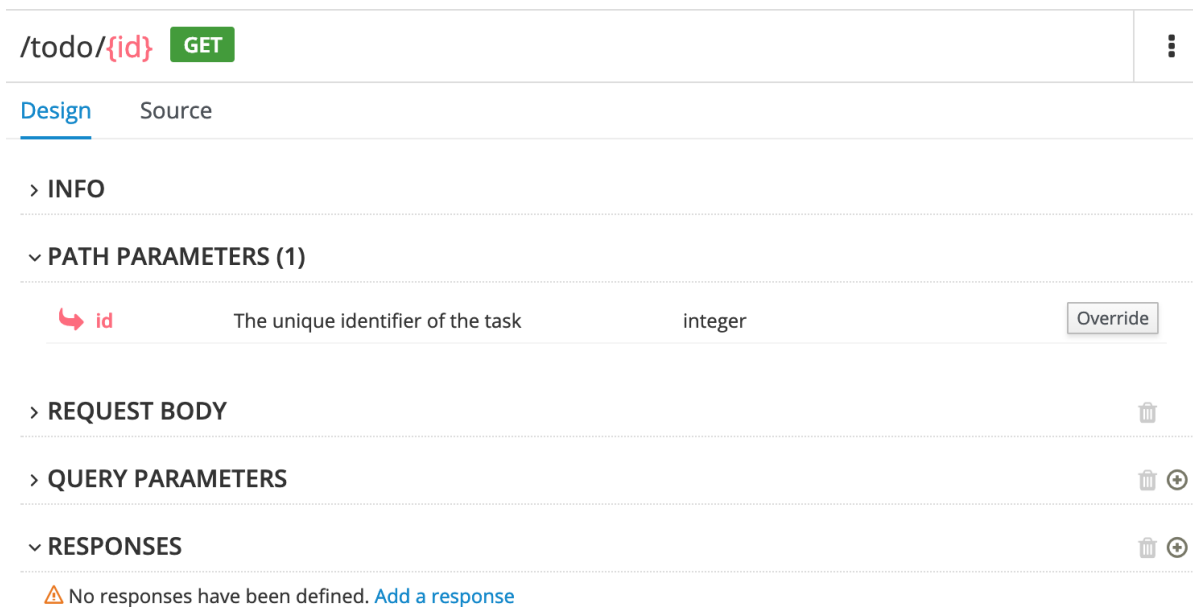 /todo/{id} GET
Design Source
INFO
PATH PARAMETERS (1)
id The unique identifier of the task integer Override
REQUEST BODY
QUERY PARAMETERS
RESPONSES
No responses have been defined. Add a response